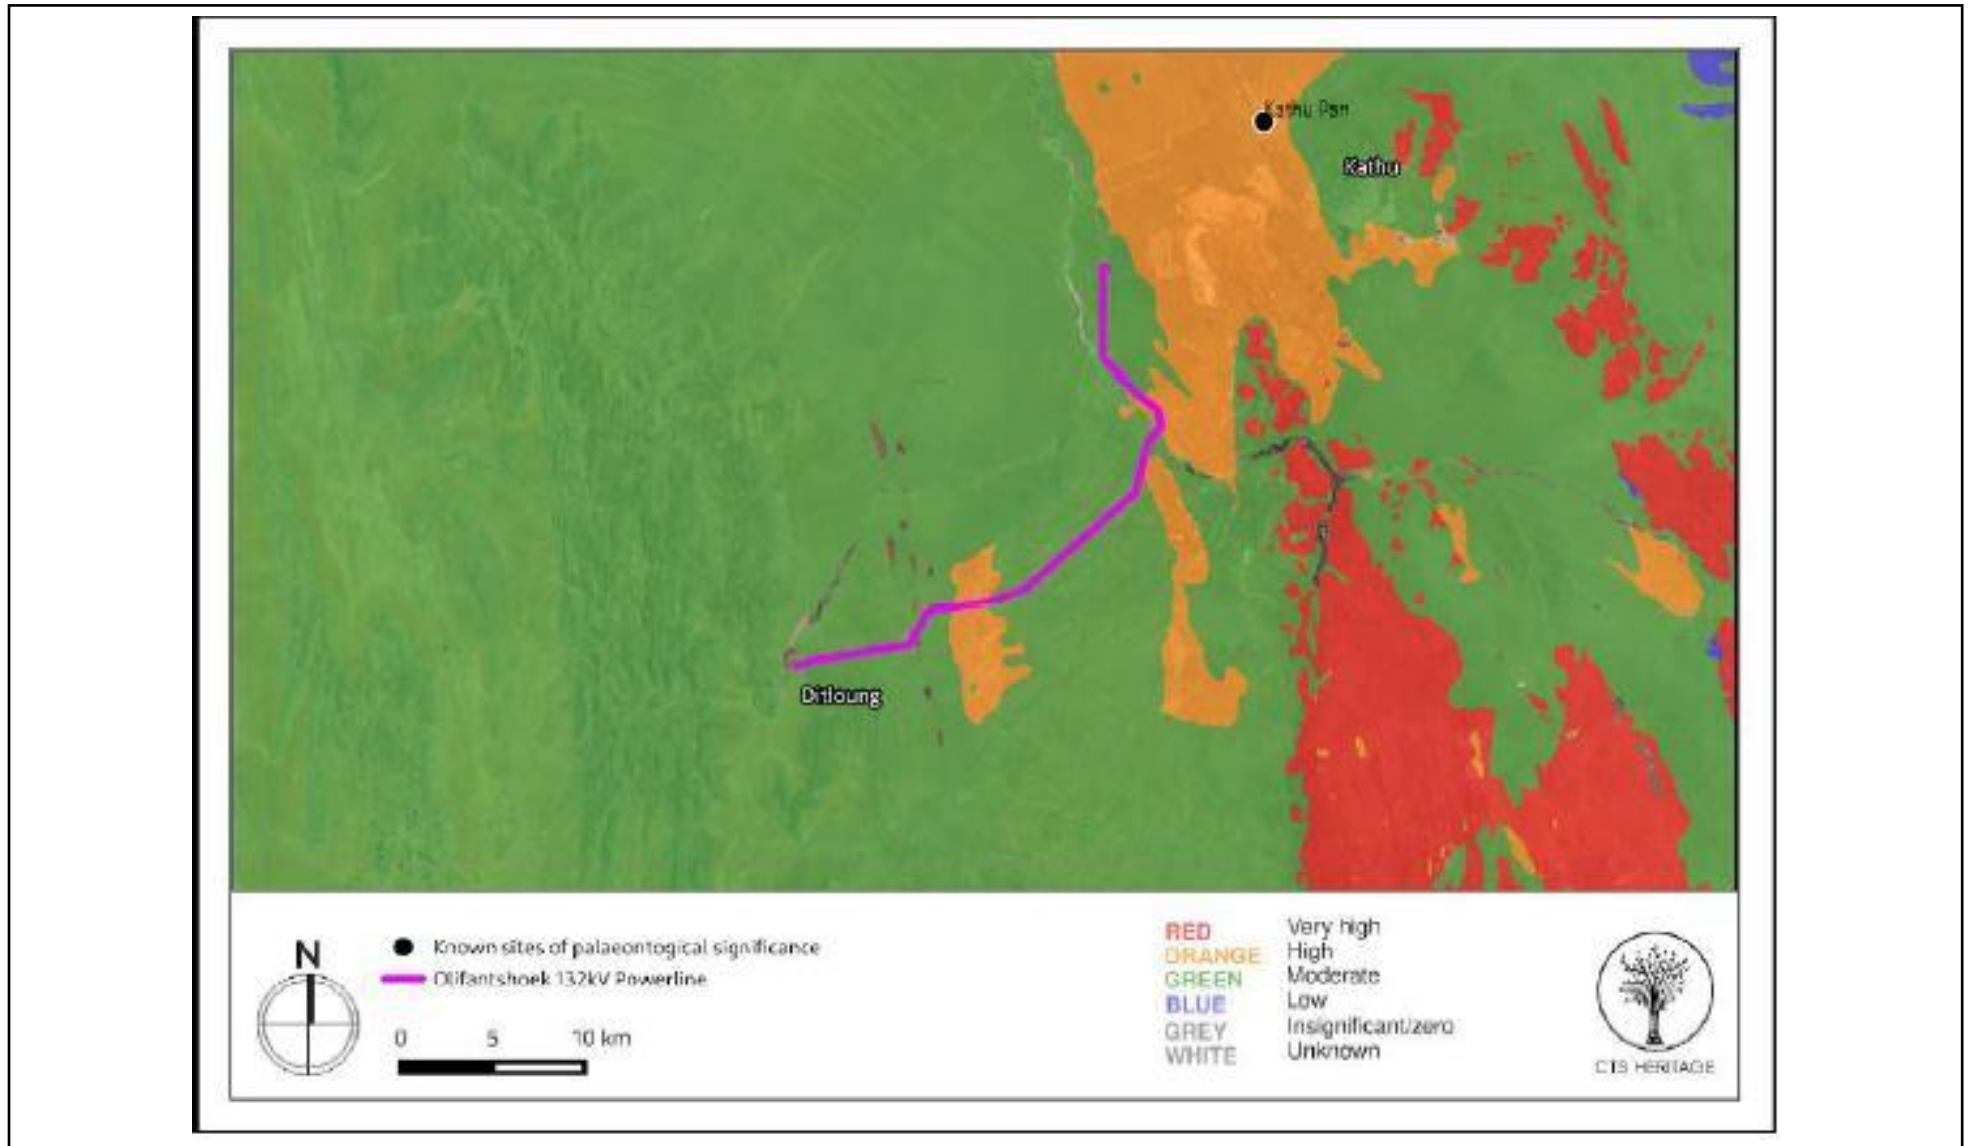 Kathu Pan
Kathu
Ditloung
N
Known sites of palaeontogical significance
Olifantshoek 132kV Powerline
0 5 10 km
RED Very high
ORANGE High
GREEN Moderate
BLUE Low
GREY Insignificant/zero
WHITE Unknown
CTS HERITAGE